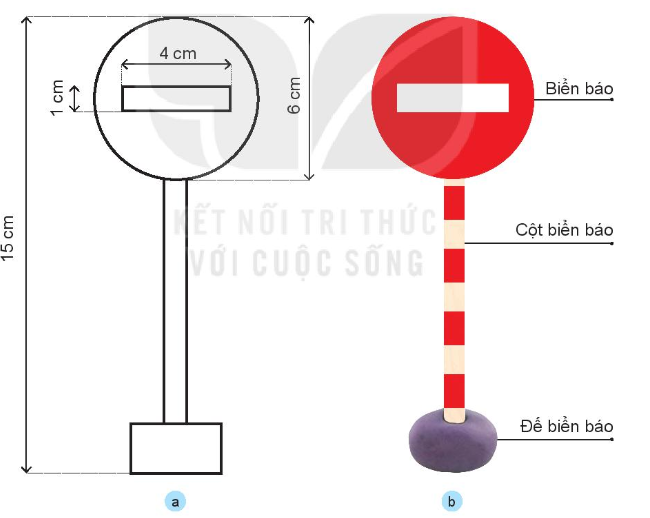 4 cm
1 cm
6 cm
15 cm
Biển báo
Cột biển báo
Đế biển báo
KẾT NỐI TRI THỨC
VỚI CUỘC SỐNG
a
b